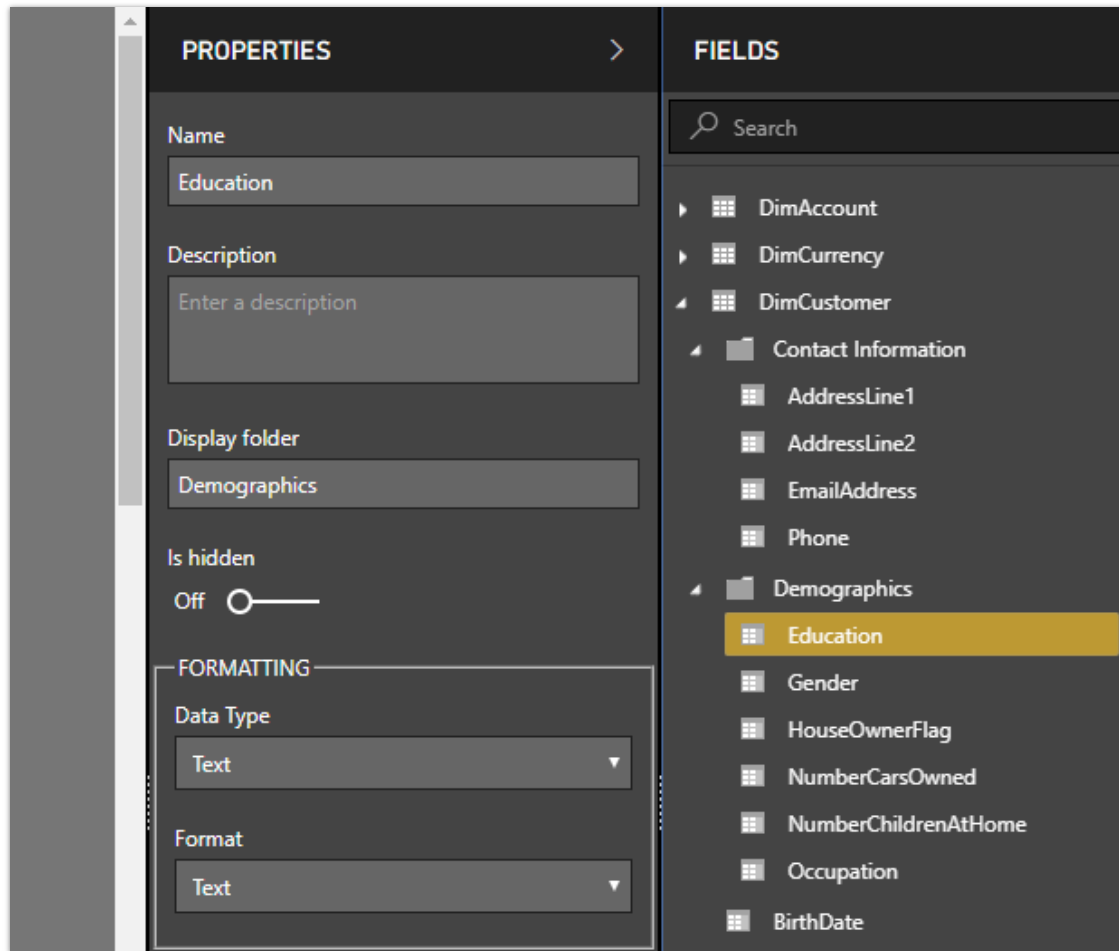 PROPERTIES
Name
Education
Description
Enter a description
Display folder
Demographics
Is hidden
Off
FORMATTING
Data Type
Text
Format
Text
FIELDS
Search
DimAccount
DimCurrency
DimCustomer
Contact Information
AddressLine1
AddressLine2
EmailAddress
Phone
Demographics
Education
Gender
HouseOwnerFlag
NumberCarsOwned
NumberChildrenAtHome
Occupation
BirthDate